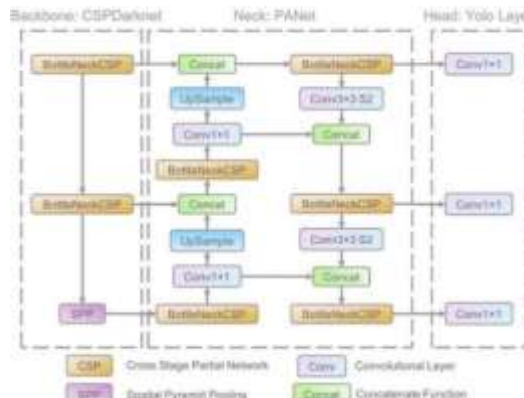 Backbone: CSPDarknet Neck: PANet Head: Yolo Layer
BottleNeckCSP Concat BottleNeckCSP Conv1×1
UpSample Conv3×3 S2
Conv1×1 Concat
BottleNeckCSP
BottleNeckCSP Concat BottleNeckCSP Conv1×1
UpSample Conv3×3 S2
Conv1×1 Concat
SPP BottleNeckCSP BottleNeckCSP Conv1×1
CSP Cross Stage Partial Network Conv Convolutional Layer
SPP Spatial Pyramid Pooling Concat Concatenate Function